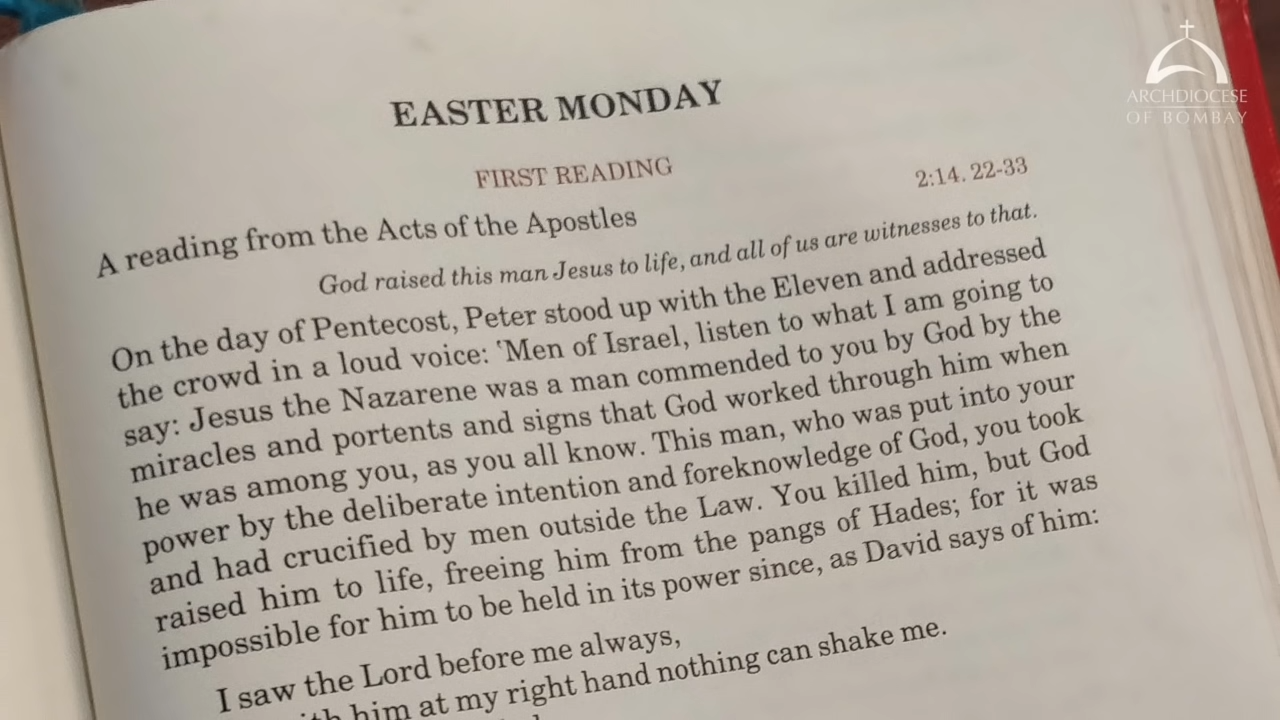 ARCHDIOCESE
OF BOMBAY
EASTER MONDAY
FIRST READING
2:14. 22-33
A reading from the Acts of the Apostles
God raised this man Jesus to life, and all of us are witnesses to that.
On the day of Pentecost, Peter stood up with the Eleven and addressed
the crowd in a loud voice: ‘Men of Israel, listen to what I am going to
say: Jesus the Nazarene was a man commended to you by God by the
miracles and portents and signs that God worked through him when
he was among you, as you all know. This man, who was put into your
power by the deliberate intention and foreknowledge of God, you took
and had crucified by men outside the Law. You killed him, but God
raised him to life, freeing him from the pangs of Hades; for it was
impossible for him to be held in its power since, as David says of him:
I saw the Lord before me always,
him at my right hand nothing can shake me.